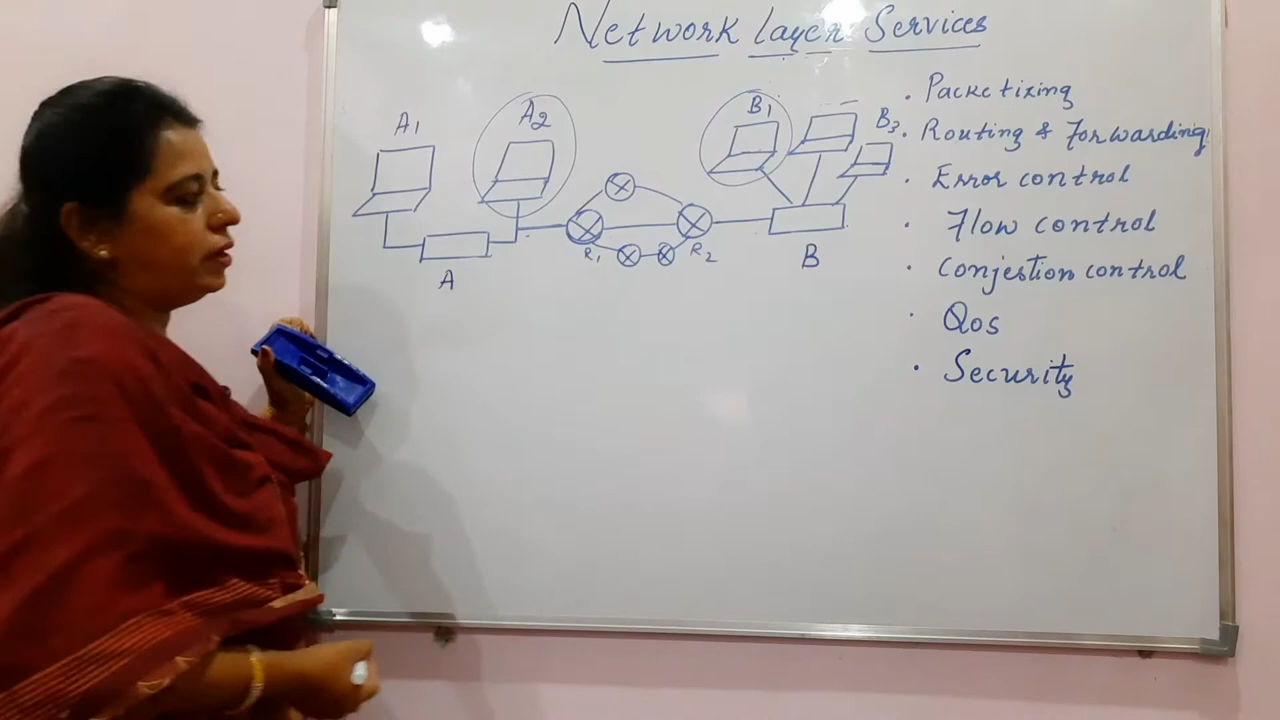 Network Layer Services
A1
A2
B1
B3
R1
R2
A
B
. Packetizing
. Routing & Forwarding
. Error control
. Flow control
. Conjestion control
. Qos
. Security